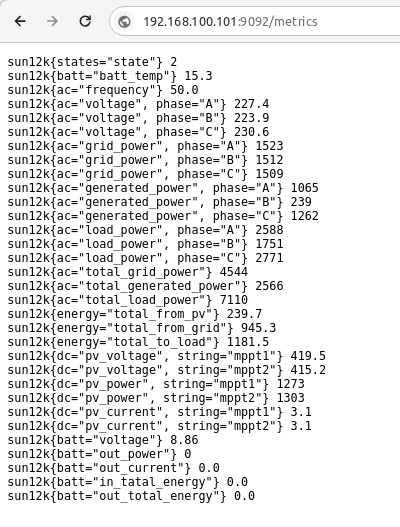 192.168.100.101:9092/metrics
sun12k{states="state"} 2
sun12k{batt="batt_temp"} 15.3
sun12k{ac="frequency"} 50.0
sun12k{ac="voltage", phase="A"} 227.4
sun12k{ac="voltage", phase="B"} 223.9
sun12k{ac="voltage", phase="C"} 230.6
sun12k{ac="grid_power", phase="A"} 1523
sun12k{ac="grid_power", phase="B"} 1512
sun12k{ac="grid_power", phase="C"} 1509
sun12k{ac="generated_power", phase="A"} 1065
sun12k{ac="generated_power", phase="B"} 239
sun12k{ac="generated_power", phase="C"} 1262
sun12k{ac="load_power", phase="A"} 2588
sun12k{ac="load_power", phase="B"} 1751
sun12k{ac="load_power", phase="C"} 2771
sun12k{ac="total_grid_power"} 4544
sun12k{ac="total_generated_power"} 2566
sun12k{ac="total_load_power"} 7110
sun12k{energy="total_from_pv"} 239.7
sun12k{energy="total_from_grid"} 945.3
sun12k{energy="total_to_load"} 1181.5
sun12k{dc="pv_voltage", string="mppt1"} 419.5
sun12k{dc="pv_voltage", string="mppt2"} 415.2
sun12k{dc="pv_power", string="mppt1"} 1273
sun12k{dc="pv_power", string="mppt2"} 1303
sun12k{dc="pv_current", string="mppt1"} 3.1
sun12k{dc="pv_current", string="mppt2"} 3.1
sun12k{batt="voltage"} 8.86
sun12k{batt="out_power"} 0
sun12k{batt="out_current"} 0.0
sun12k{batt="in_tatal_energy"} 0.0
sun12k{batt="out_total_energy"} 0.0